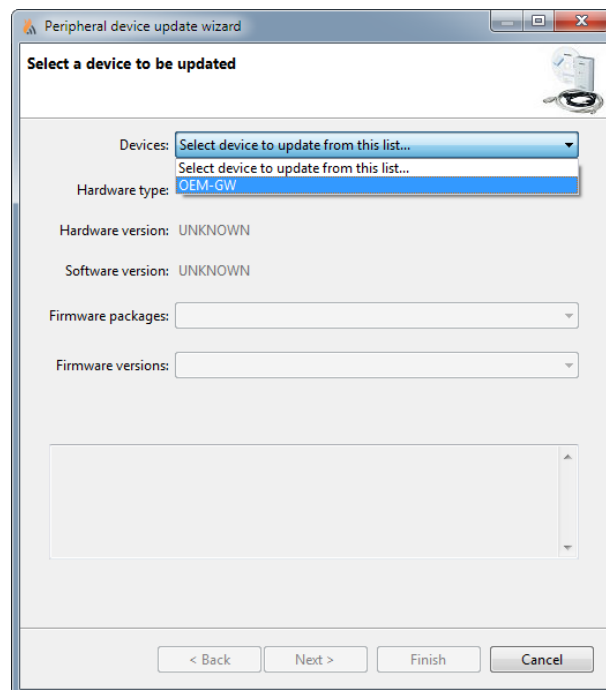 Peripheral device update wizard
Select a device to be updated
Devices: Select device to update from this list...
Select device to update from this list...
Hardware type: OEM-GW
Hardware version: UNKNOWN
Software version: UNKNOWN
Firmware packages:
Firmware versions:
< Back Next > Finish Cancel